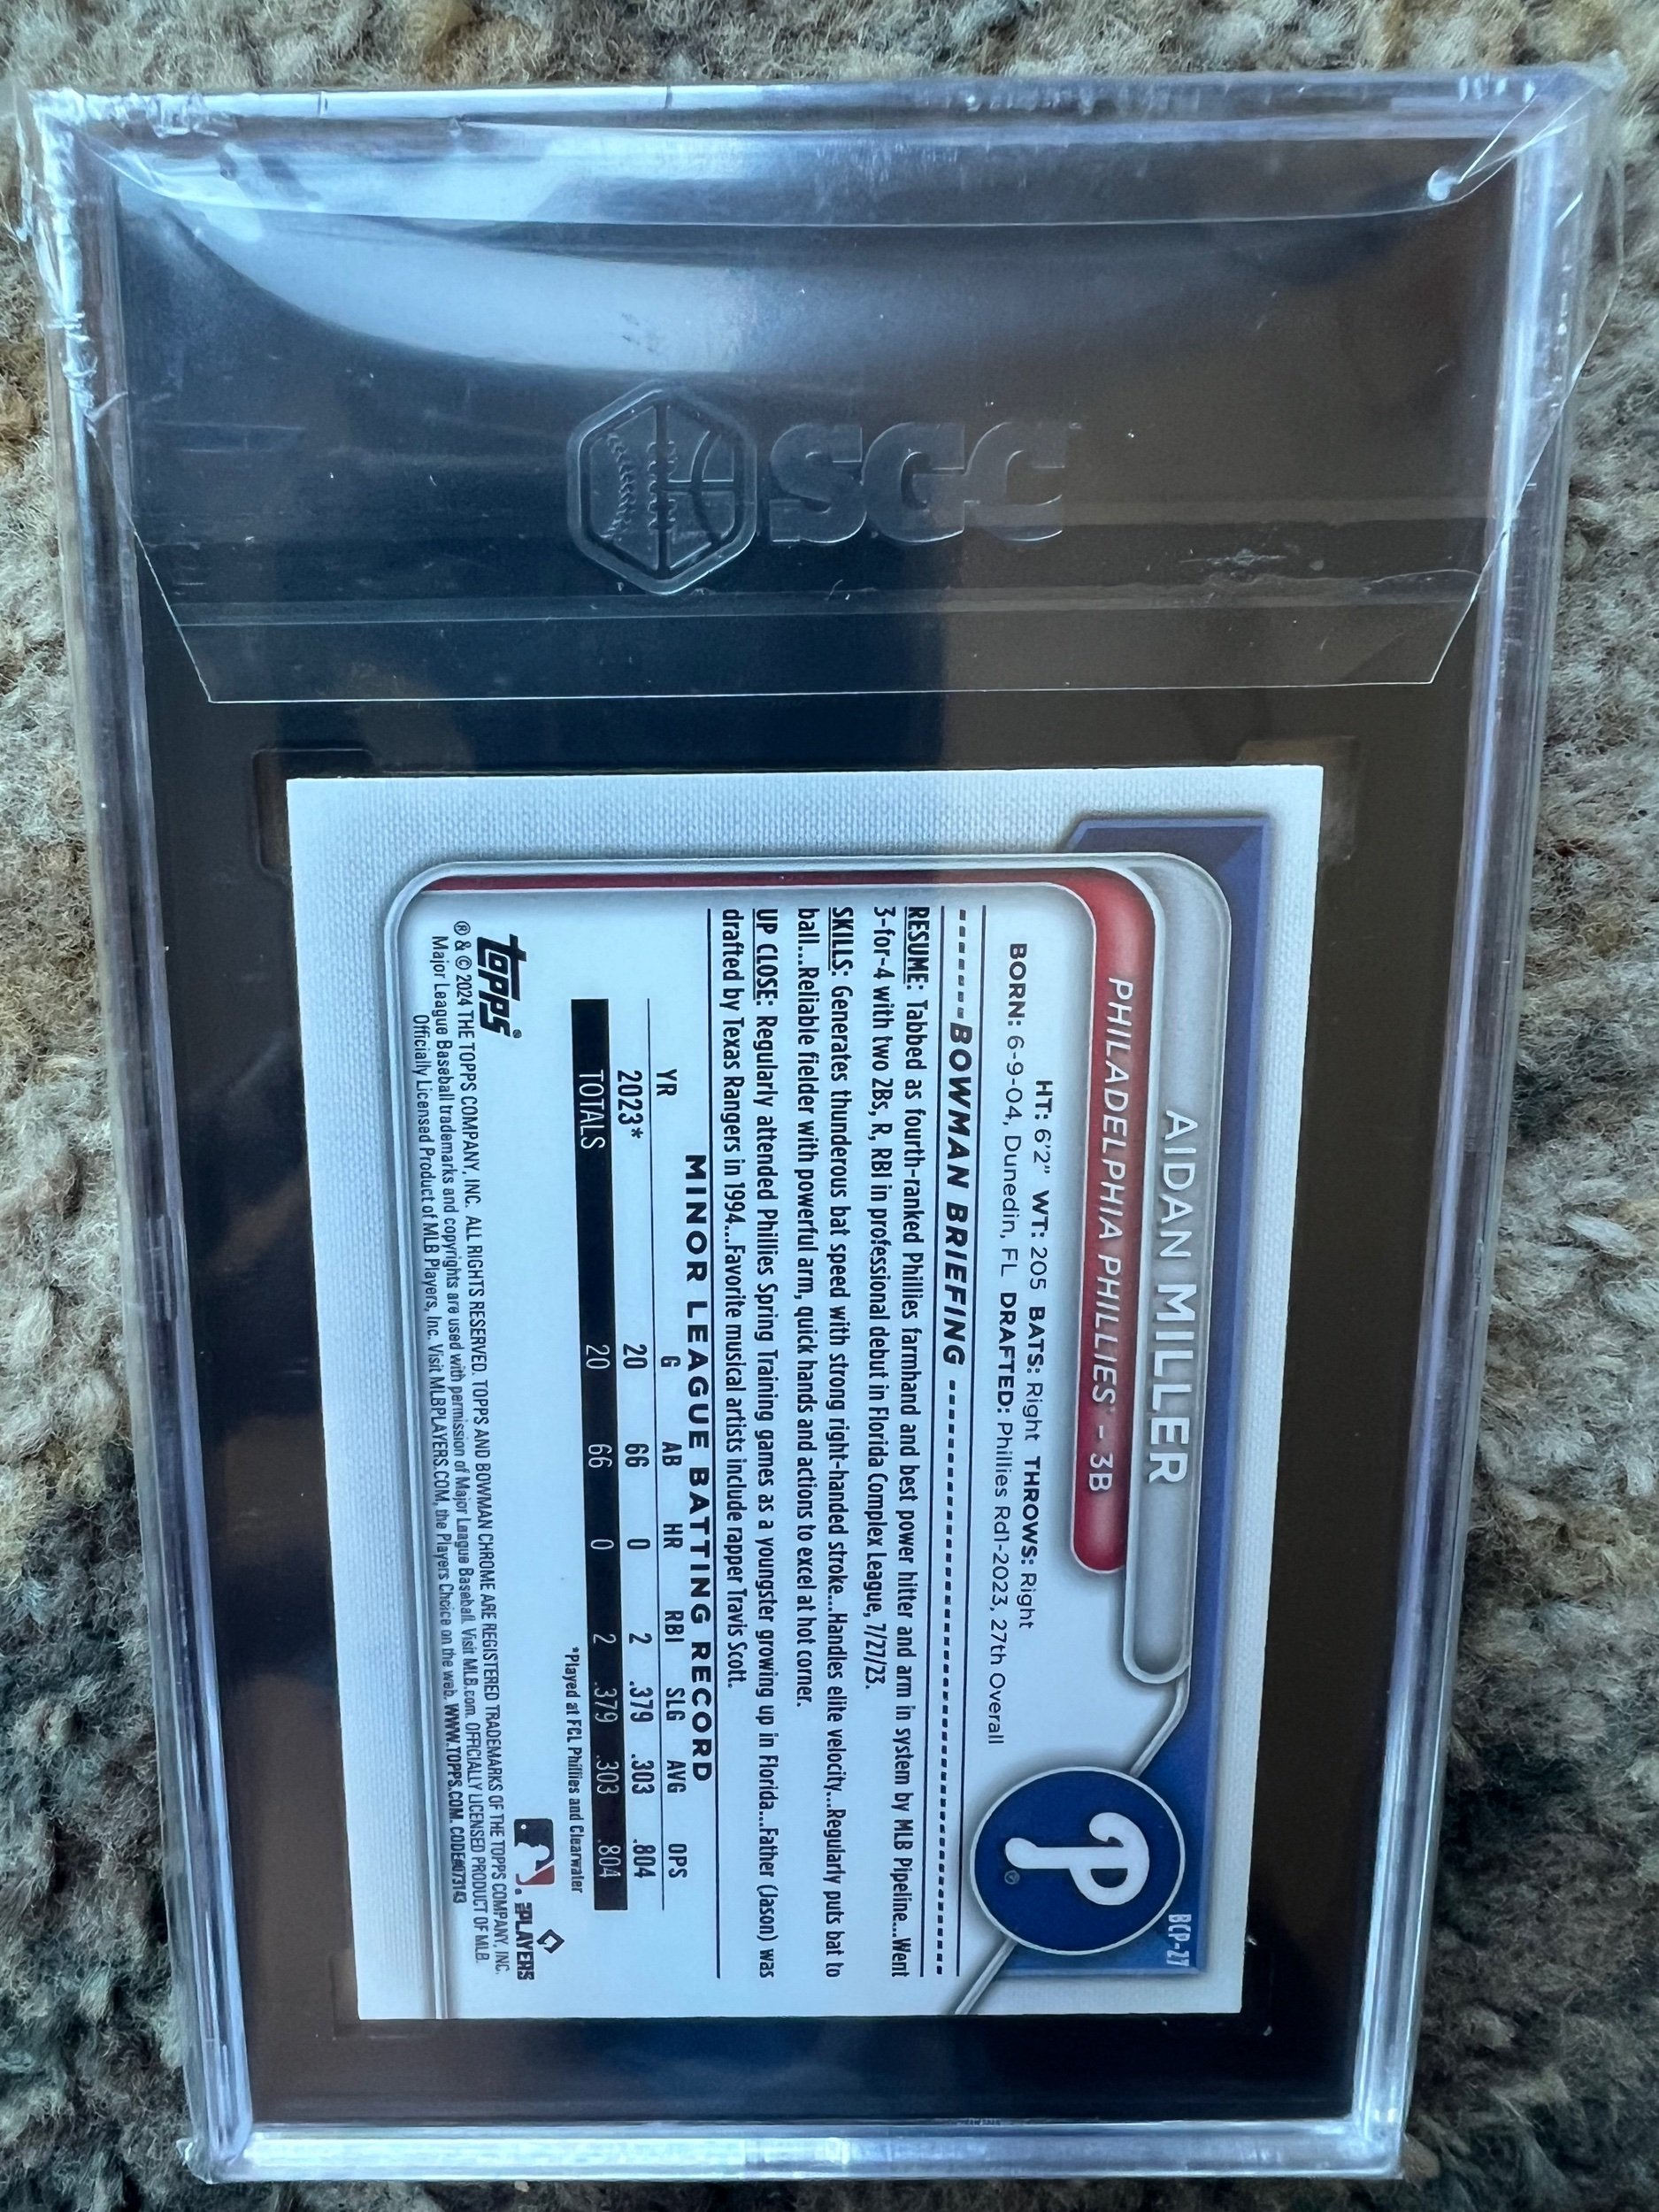 SGC
AIDAN MILLER
PHILADELPHIA PHILLIES® - 3B
BCP-27
P
HT: 6'2" WT: 205 BATS: Right THROWS: Right
BORN: 6-9-04, Dunedin, FL DRAFTED: Phillies Rd1-2023, 27th Overall
BOWMAN BRIEFING
RESUME: Tabbed as fourth-ranked Phillies farmhand and best power hitter and arm in system by MLB Pipeline...Went
3-for-4 with two 2Bs, R, RBI in professional debut in Florida Complex League, 7/27/23.
SKILLS: Generates thunderous bat speed with strong right-handed stroke...Handles elite velocity...Regularly puts bat to
ball...Reliable fielder with powerful arm, quick hands and actions to excel at hot corner.
UP CLOSE: Regularly attended Phillies Spring Training games as a youngster growing up in Florida...Father (Jason) was
drafted by Texas Rangers in 1994...Favorite musical artists include rapper Travis Scott.
MINOR LEAGUE BATTING RECORD
YR G AB HR RBI SLG AVG OPS
2023* 20 66 0 2 .379 .303 .804
TOTALS 20 66 0 2 .379 .303 .804
*Played at FCL Phillies and Clearwater
topps®
PLAYERS
® & © 2024 THE TOPPS COMPANY, INC. ALL RIGHTS RESERVED. TOPPS AND BOWMAN CHROME ARE REGISTERED TRADEMARKS OF THE TOPPS COMPANY, INC.
Major League Baseball trademarks and copyrights are used with permission of Major League Baseball. Visit MLB.com. OFFICIALLY LICENSED PRODUCT OF MLB.
Officially Licensed Product of MLB Players, Inc. Visit MLBPLAYERS.COM, the Players Choice on the web. WWW.TOPPS.COM. CODE#073143